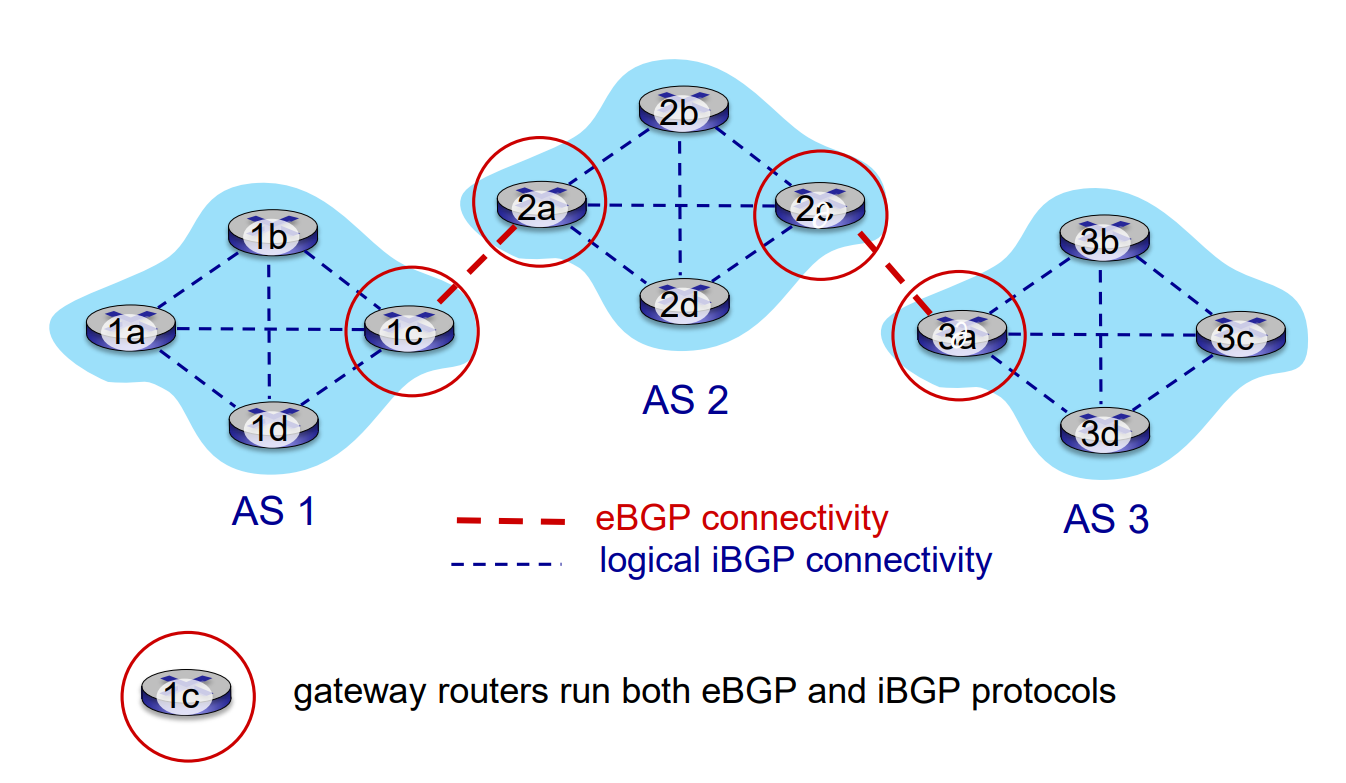 2b
2a
2c
1b
2d
3b
1a
1c
3a
3c
AS 2
1d
3d
AS 1
eBGP connectivity
AS 3
logical iBGP connectivity
1c
gateway routers run both eBGP and iBGP protocols